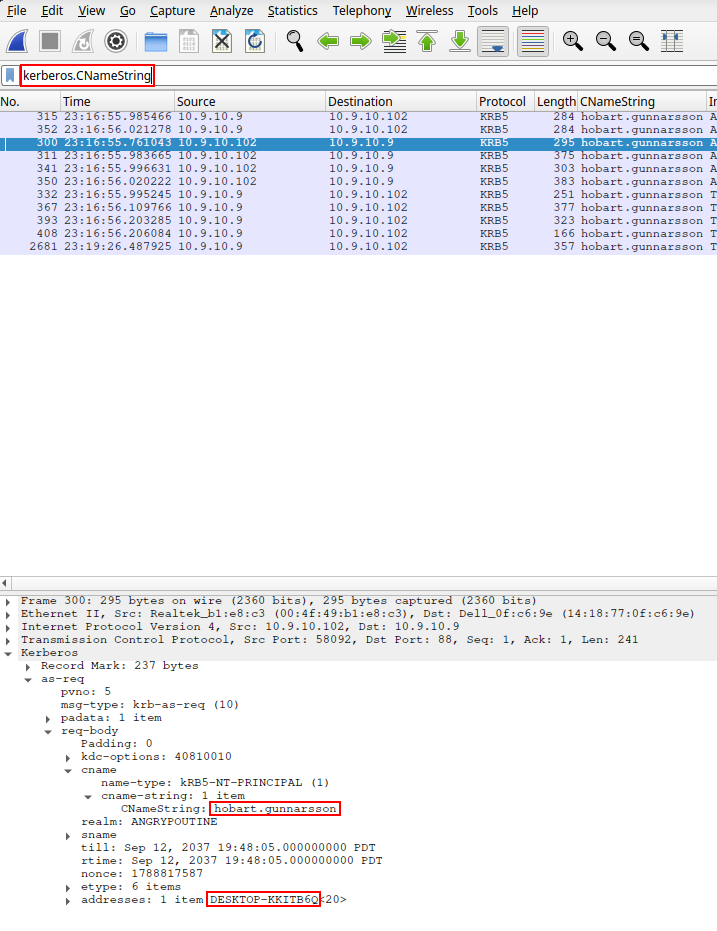 File Edit View Go Capture Analyze Statistics Telephony Wireless Tools Help
kerberos.CNameString
No. Time Source Destination Protocol Length CNameString
315 23:16:55.985466 10.9.10.9 10.9.10.102 KRB5 284 hobart.gunnarsson A
352 23:16:56.021278 10.9.10.9 10.9.10.102 KRB5 284 hobart.gunnarsson A
300 23:16:55.761043 10.9.10.102 10.9.10.9 KRB5 295 hobart.gunnarsson A
311 23:16:55.983665 10.9.10.102 10.9.10.9 KRB5 375 hobart.gunnarsson A
341 23:16:55.996631 10.9.10.102 10.9.10.9 KRB5 303 hobart.gunnarsson A
350 23:16:56.020222 10.9.10.102 10.9.10.9 KRB5 383 hobart.gunnarsson A
332 23:16:55.995245 10.9.10.9 10.9.10.102 KRB5 251 hobart.gunnarsson T
367 23:16:56.109766 10.9.10.9 10.9.10.102 KRB5 377 hobart.gunnarsson T
393 23:16:56.203285 10.9.10.9 10.9.10.102 KRB5 323 hobart.gunnarsson T
408 23:16:56.206084 10.9.10.9 10.9.10.102 KRB5 166 hobart.gunnarsson T
2681 23:19:26.487925 10.9.10.9 10.9.10.102 KRB5 357 hobart.gunnarsson T
Frame 300: 295 bytes on wire (2360 bits), 295 bytes captured (2360 bits)
Ethernet II, Src: Realtek_b1:e8:c3 (00:4f:49:b1:e8:c3), Dst: Dell_0f:c6:9e (14:18:77:0f:c6:9e)
Internet Protocol Version 4, Src: 10.9.10.102, Dst: 10.9.10.9
Transmission Control Protocol, Src Port: 58092, Dst Port: 88, Seq: 1, Ack: 1, Len: 241
Kerberos
Record Mark: 237 bytes
as-req
pvno: 5
msg-type: krb-as-req (10)
padata: 1 item
req-body
Padding: 0
kdc-options: 40810010
cname
name-type: kRB5-NT-PRINCIPAL (1)
cname-string: 1 item
CNameString: hobart.gunnarsson
realm: ANGRYPOUTINE
sname
till: Sep 12, 2037 19:48:05.000000000 PDT
rtime: Sep 12, 2037 19:48:05.000000000 PDT
nonce: 1788817587
etype: 6 items
addresses: 1 item DESKTOP-KKITB6Q<20>